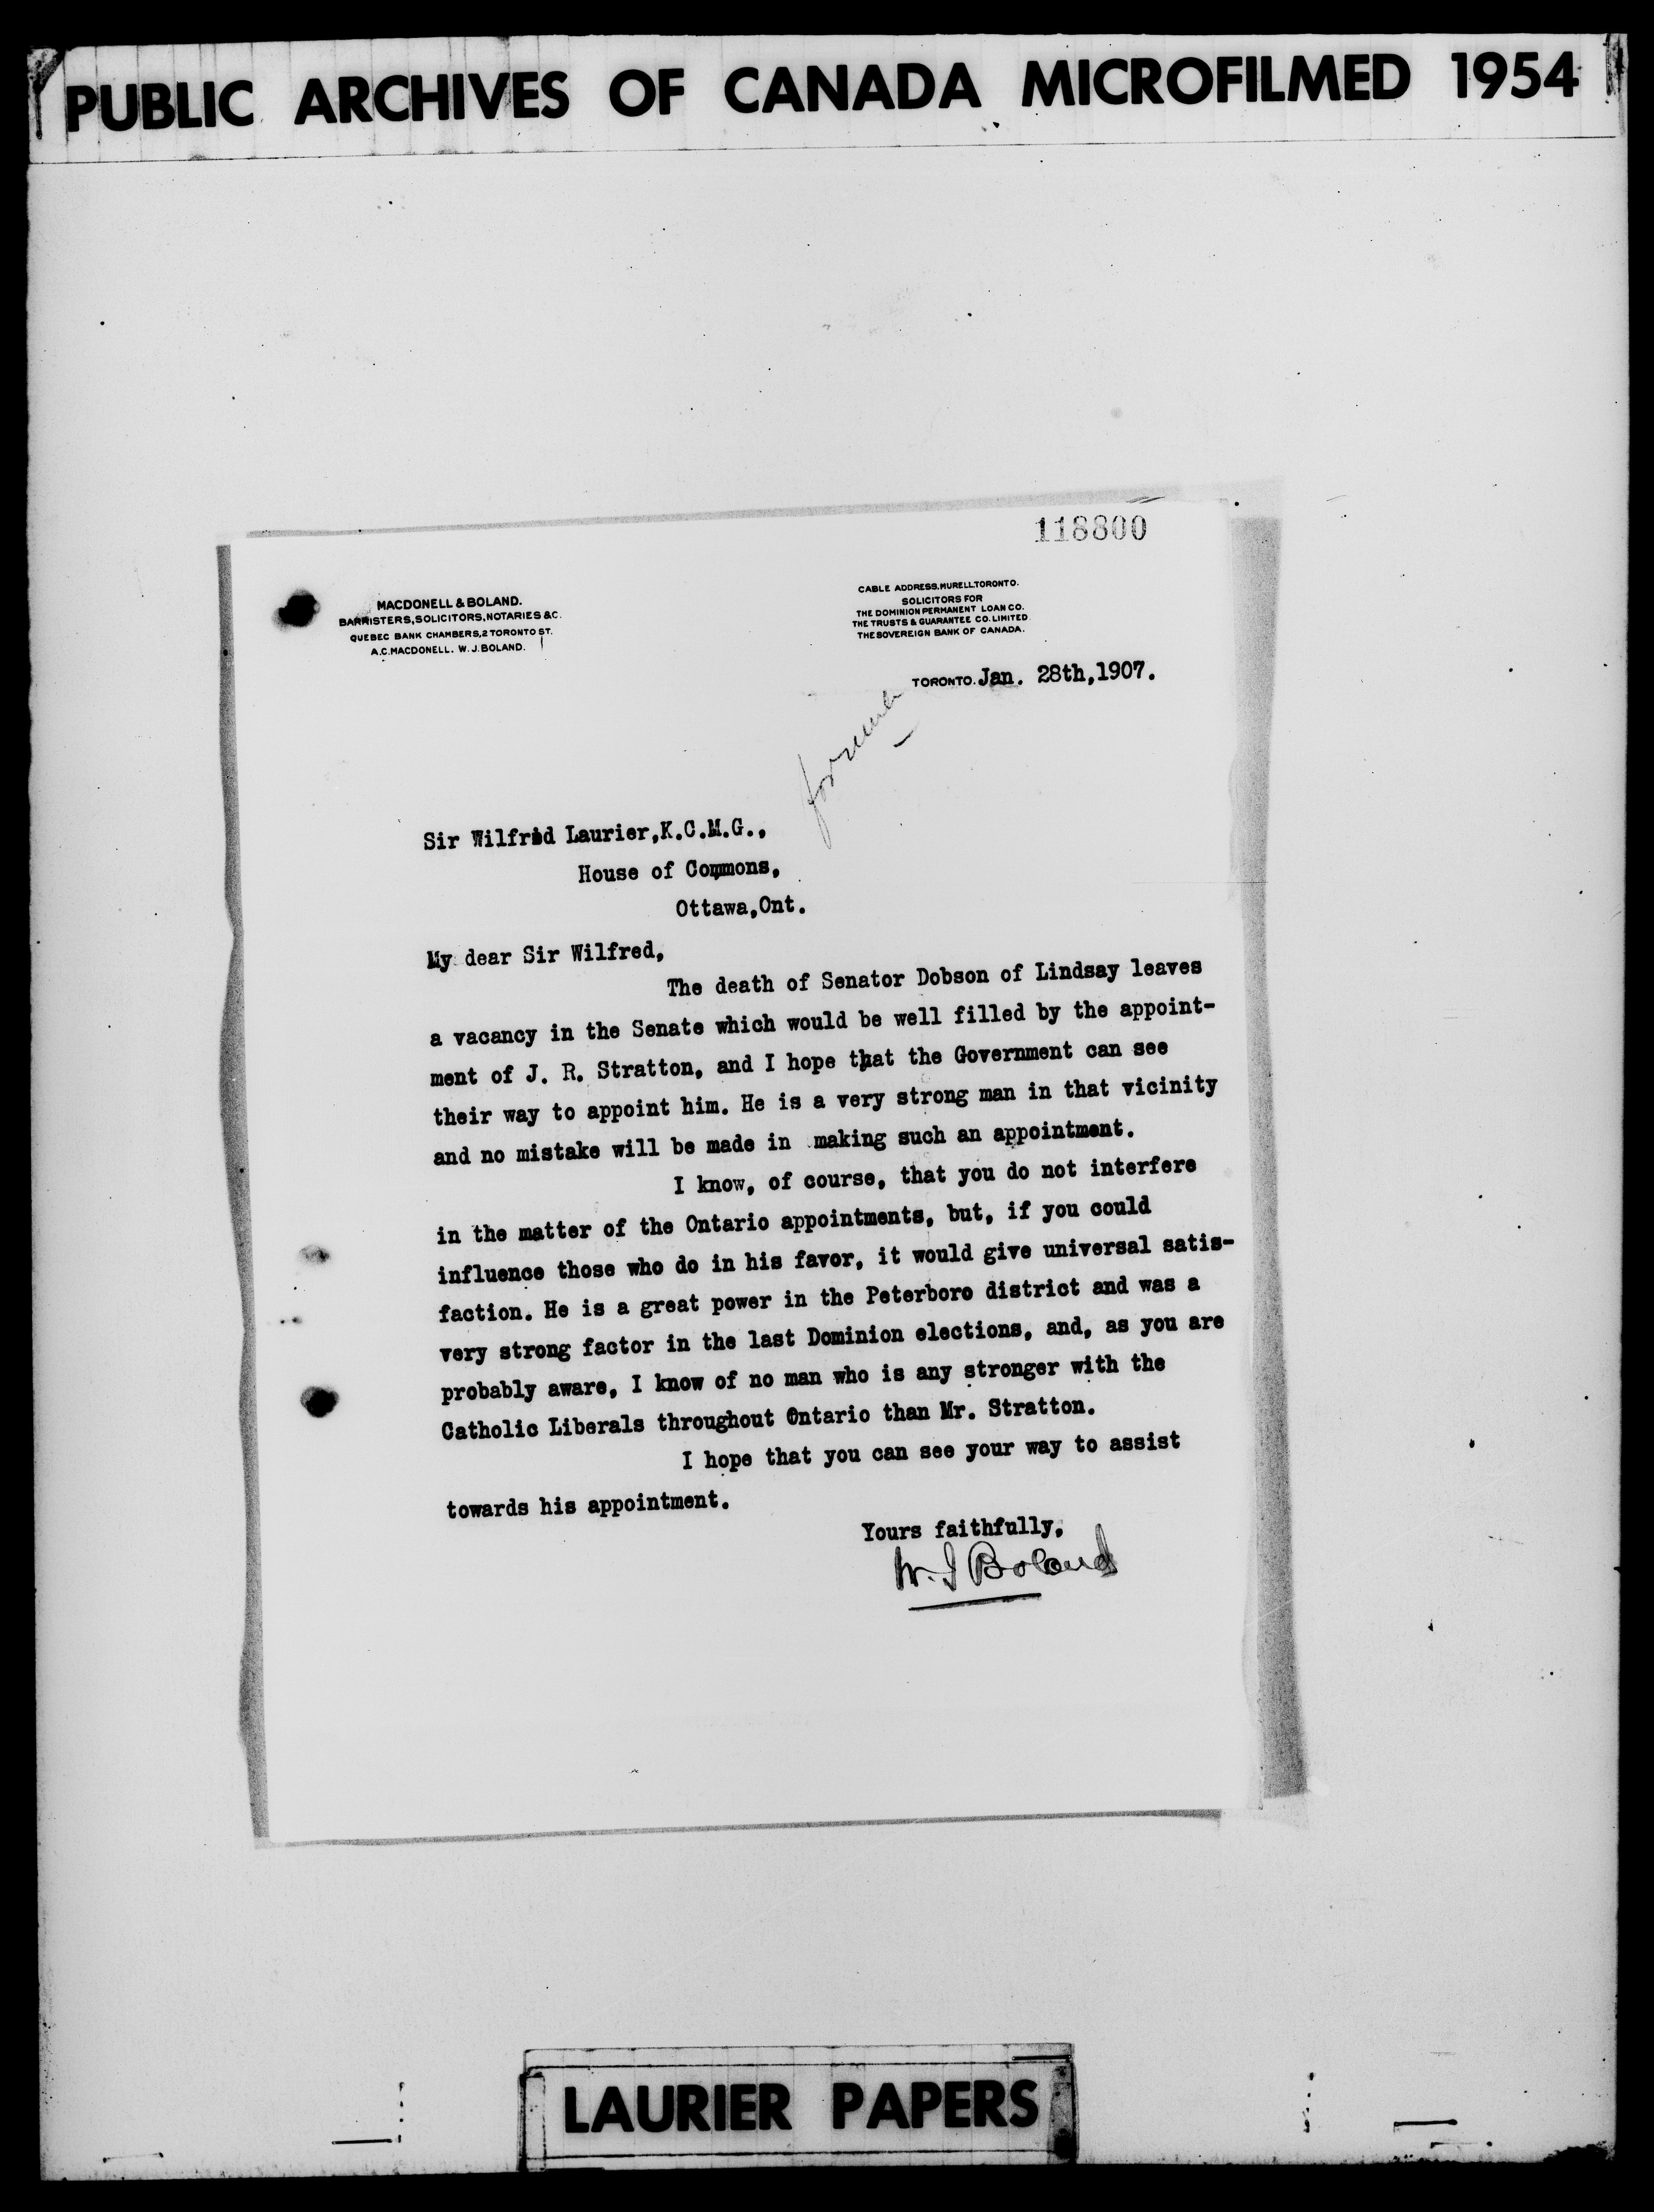 PUBLIC ARCHIVES OF CANADA MICROFILMED 1954
118800
MACDONELL & BOLAND.
BARRISTERS, SOLICITORS, NOTARIES &C.
QUEBEC BANK CHAMBERS, 2 TORONTO ST.
A.C. MACDONELL. W. J. BOLAND.
CABLE ADDRESS, MURELL, TORONTO.
SOLICITORS FOR
THE DOMINION PERMANENT LOAN CO.
THE TRUSTS & GUARANTEE CO. LIMITED
THE SOVEREIGN BANK OF CANADA.
TORONTO. Jan. 28th, 1907.
Sir Wilfrid Laurier, K.C.M.G.,
House of Commons,
Ottawa, Ont.
My dear Sir Wilfred,
The death of Senator Dobson of Lindsay leaves
a vacancy in the Senate which would be well filled by the appoint-
ment of J. R. Stratton, and I hope that the Government can see
their way to appoint him. He is a very strong man in that vicinity
and no mistake will be made in making such an appointment.
I know, of course, that you do not interfere
in the matter of the Ontario appointments, but, if you could
influence those who do in his favor, it would give universal satis-
faction. He is a great power in the Peterboro district and was a
very strong factor in the last Dominion elections, and, as you are
probably aware, I know of no man who is any stronger with the
Catholic Liberals throughout Ontario than Mr. Stratton.
I hope that you can see your way to assist
towards his appointment.
Yours faithfully,
W. J Boland
LAURIER PAPERS